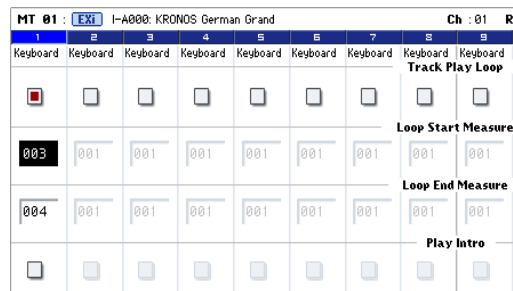 MT 01 : EXi I-A000: KRONOS German Grand Ch : 01 R
1 2 3 4 5 6 7 8 9
Keyboard Keyboard Keyboard Keyboard Keyboard Keyboard Keyboard Keyboard Keyboard
Track Play Loop
Loop Start Measure
003 001 001 001 001 001 001 001 001
Loop End Measure
004 001 001 001 001 001 001 001 001
Play Intro